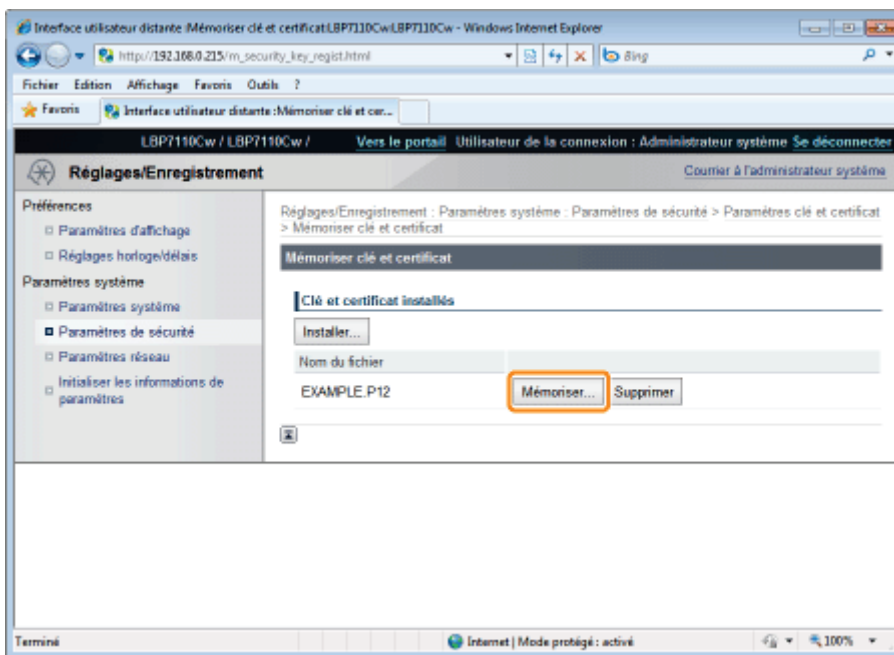 Interface utilisateur distante :Mémoriser clé et certificat:LBP7110Cw:LBP7110Cw - Windows Internet Explorer
http://192.168.0.215/m_security_key_regist.html
Bing
Fichier Edition Affichage Favoris Outils ?
Favoris Interface utilisateur distante :Mémoriser clé et cer...
LBP7110Cw / LBP7110Cw / Vers le portail Utilisateur de la connexion : Administrateur système Se déconnecter
Réglages/Enregistrement Courrier à l'administrateur système
Préférences
Paramètres d'affichage
Réglages horloge/délais
Paramètres système
Paramètres système
Paramètres de sécurité
Paramètres réseau
Initialiser les informations de
paramètres
Réglages/Enregistrement : Paramètres système : Paramètres de sécurité > Paramètres clé et certificat
> Mémoriser clé et certificat
Mémoriser clé et certificat
Clé et certificat installés
Installer...
Nom du fichier
EXAMPLE.P12 Mémoriser... Supprimer
Terminé Internet | Mode protégé : activé 100%